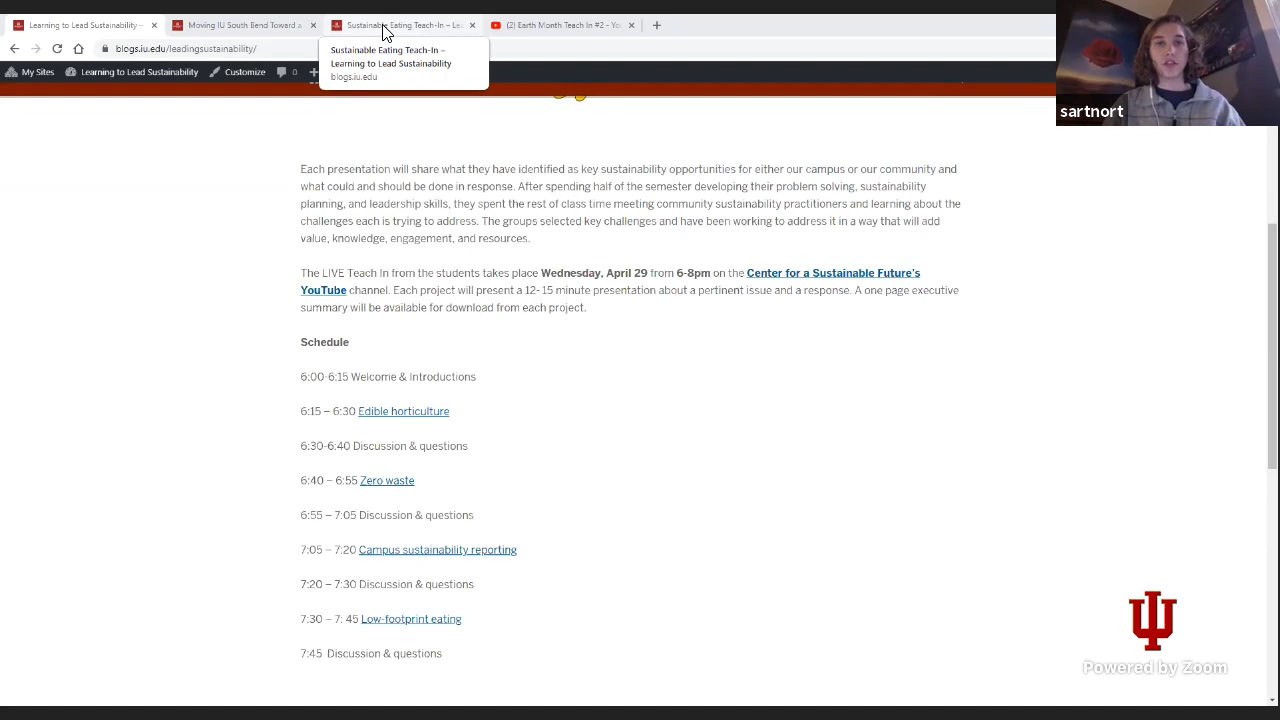 Learning to Lead Sustainability –
Moving IU South Bend Toward a
Sustainable Eating Teach-In – Lea
(2) Earth Month Teach In #2 - Yo
blogs.iu.edu/leadingsustainability/
My Sites
Learning to Lead Sustainability
Customize
0
Sustainable Eating Teach-In –
Learning to Lead Sustainability
blogs.iu.edu
sartnort
Each presentation will share what they have identified as key sustainability opportunities for either our campus or our community and
what could and should be done in response. After spending half of the semester developing their problem solving, sustainability
planning, and leadership skills, they spent the rest of class time meeting community sustainability practitioners and learning about the
challenges each is trying to address. The groups selected key challenges and have been working to address it in a way that will add
value, knowledge, engagement, and resources.
The LIVE Teach In from the students takes place Wednesday, April 29 from 6-8pm on the Center for a Sustainable Future's
YouTube channel. Each project will present a 12- 15 minute presentation about a pertinent issue and a response. A one page executive
summary will be available for download from each project.
Schedule
6:00-6:15 Welcome & Introductions
6:15 – 6:30 Edible horticulture
6:30-6:40 Discussion & questions
6:40 – 6:55 Zero waste
6:55 – 7:05 Discussion & questions
7:05 – 7:20 Campus sustainability reporting
7:20 – 7:30 Discussion & questions
7:30 – 7: 45 Low-footprint eating
7:45 Discussion & questions
Powered by Zoom